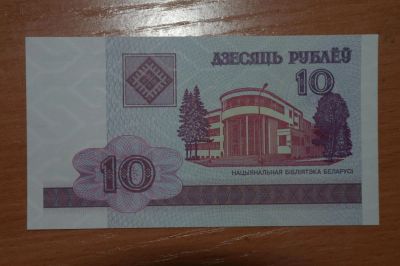 ДЗЕСЯЦЬ РУБЛЁЎ
10
НАЦЫЯНАЛЬНАЯ БІБЛІЯТЭКА БЕЛАРУСІ
10